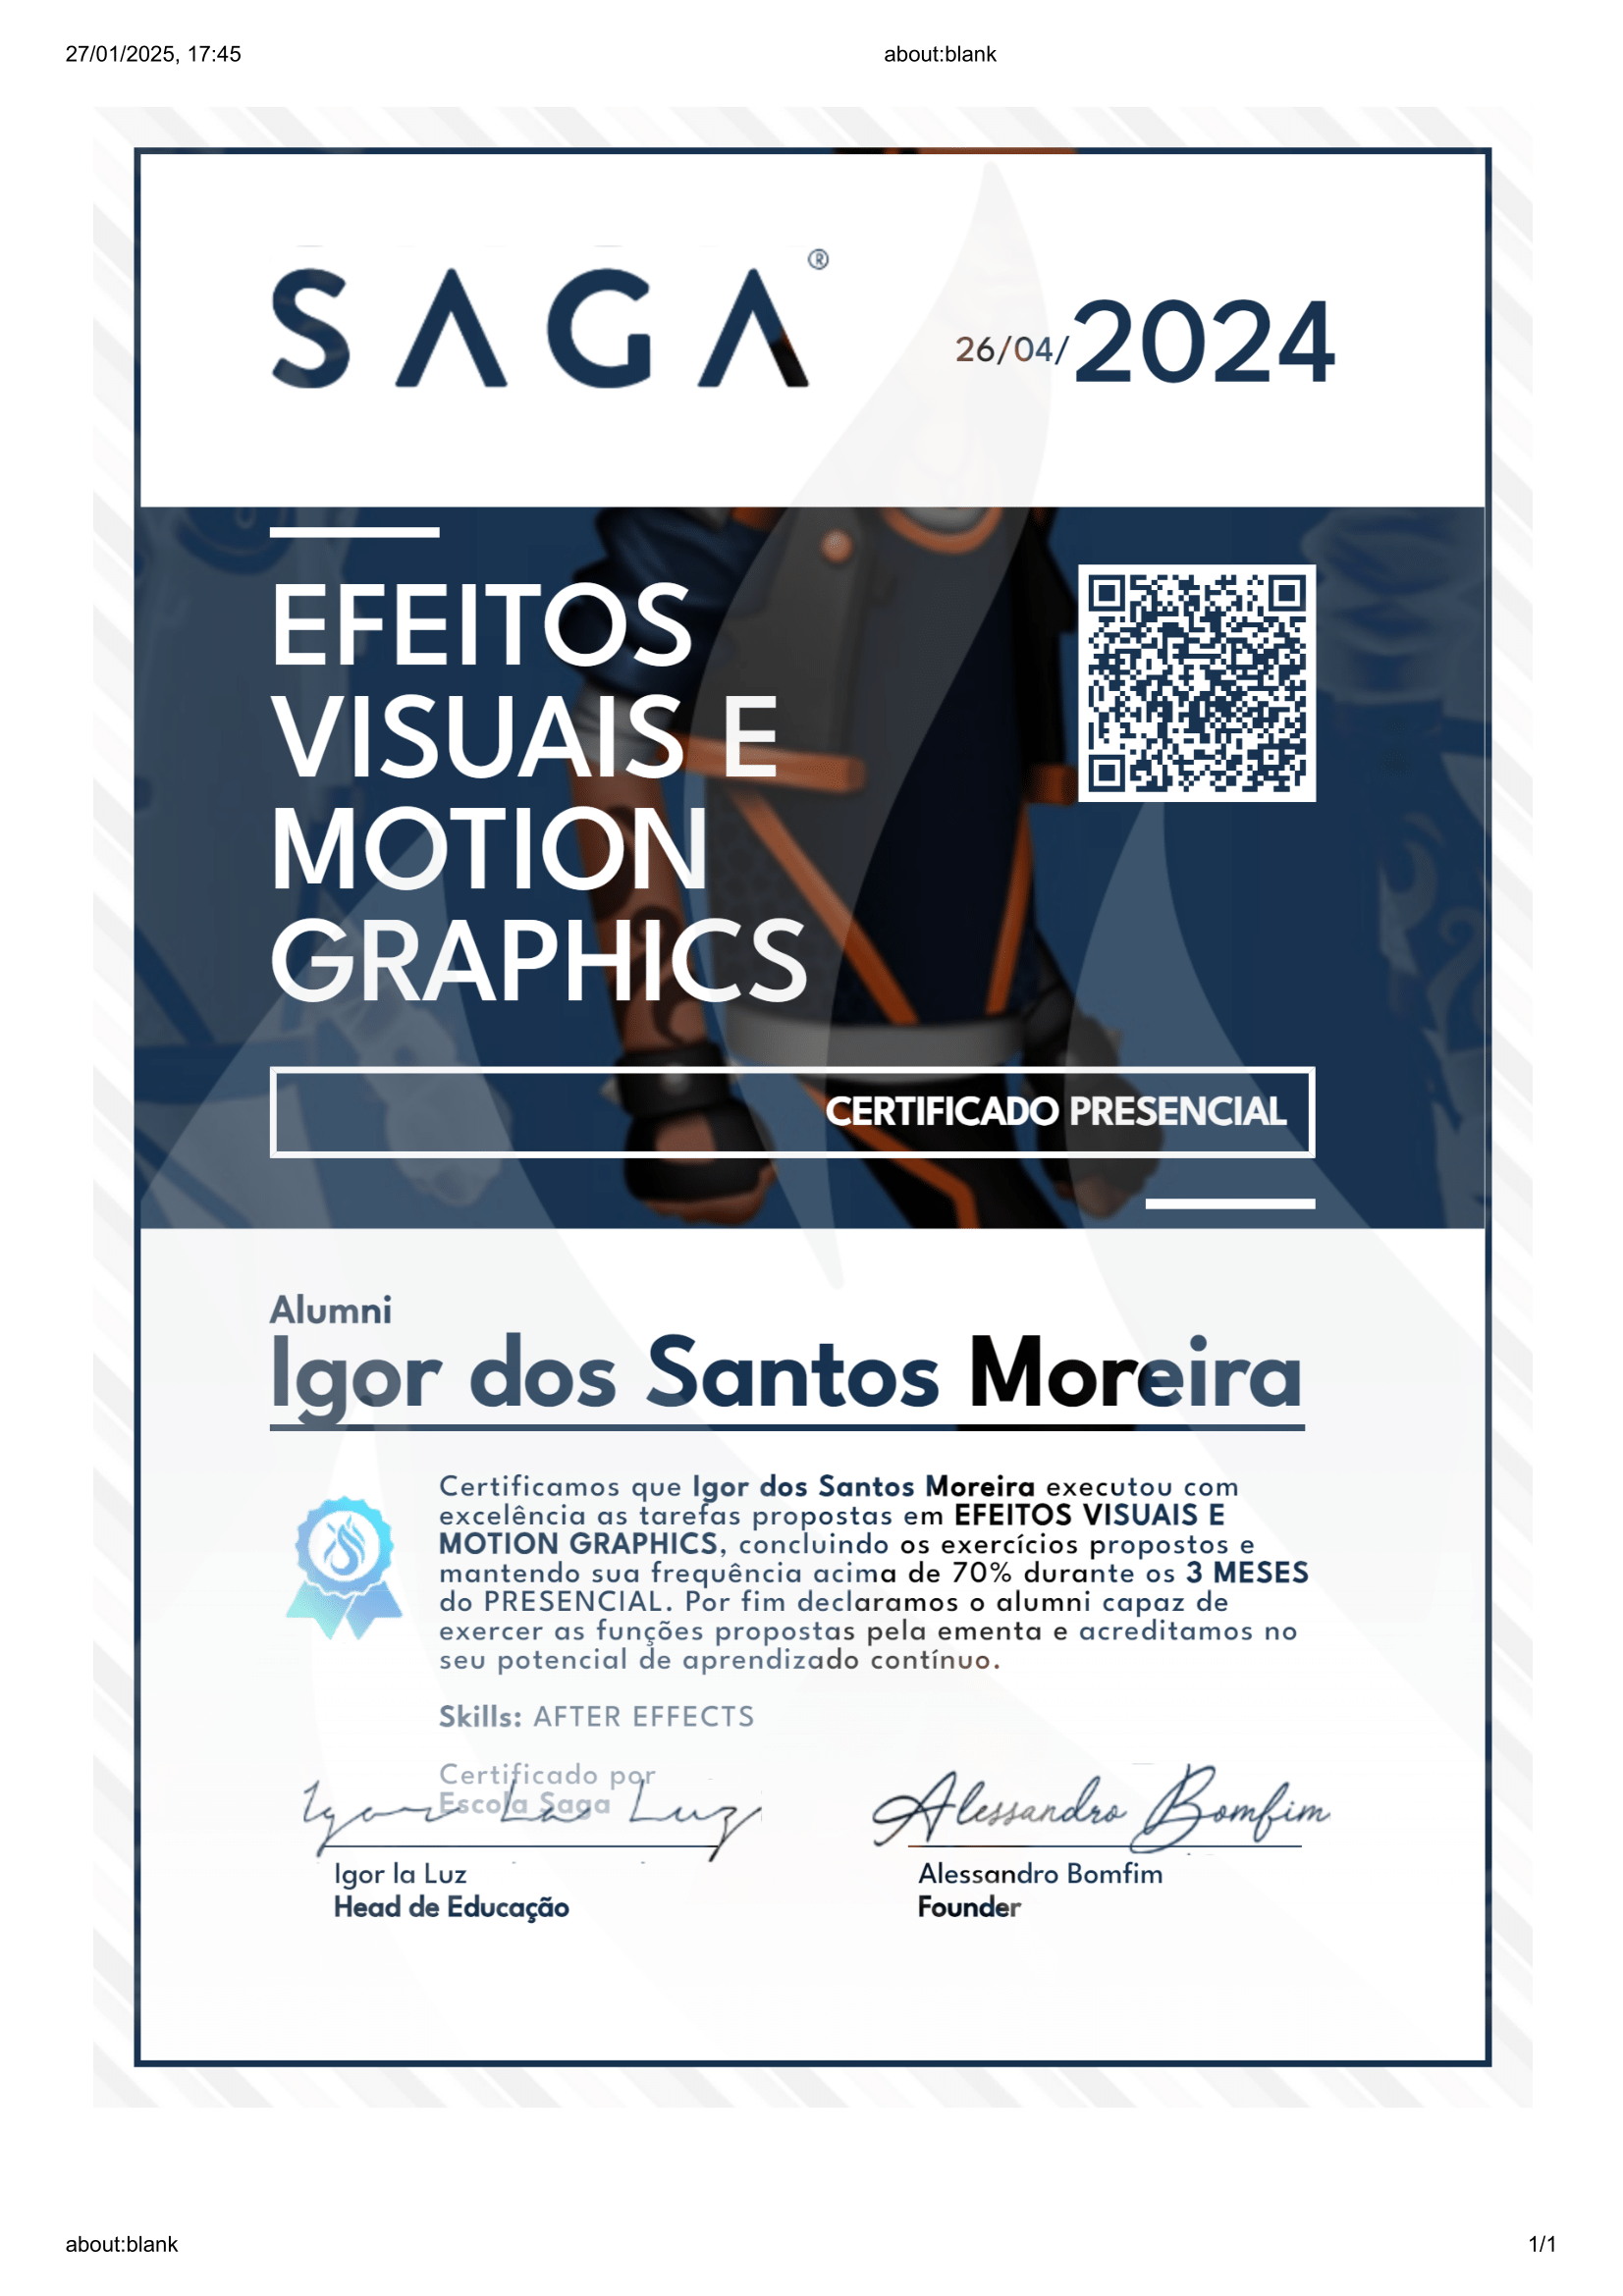 27/01/2025, 17:45
about:blank
SAGA®
26/04/2024
EFEITOS
VISUAIS E
MOTION
GRAPHICS
CERTIFICADO PRESENCIAL
Alumni
Igor dos Santos Moreira
Certificamos que Igor dos Santos Moreira executou com
excelência as tarefas propostas em EFEITOS VISUAIS E
MOTION GRAPHICS, concluindo os exercícios propostos e
mantendo sua frequência acima de 70% durante os 3 MESES
do PRESENCIAL. Por fim declaramos o alumni capaz de
exercer as funções propostas pela ementa e acreditamos no
seu potencial de aprendizado contínuo.
Skills: AFTER EFFECTS
Certificado por
Escola Saga
Igor La Luz
Alessandro Bomfim
Igor la Luz
Head de Educação
Alessandro Bomfim
Founder
about:blank
1/1